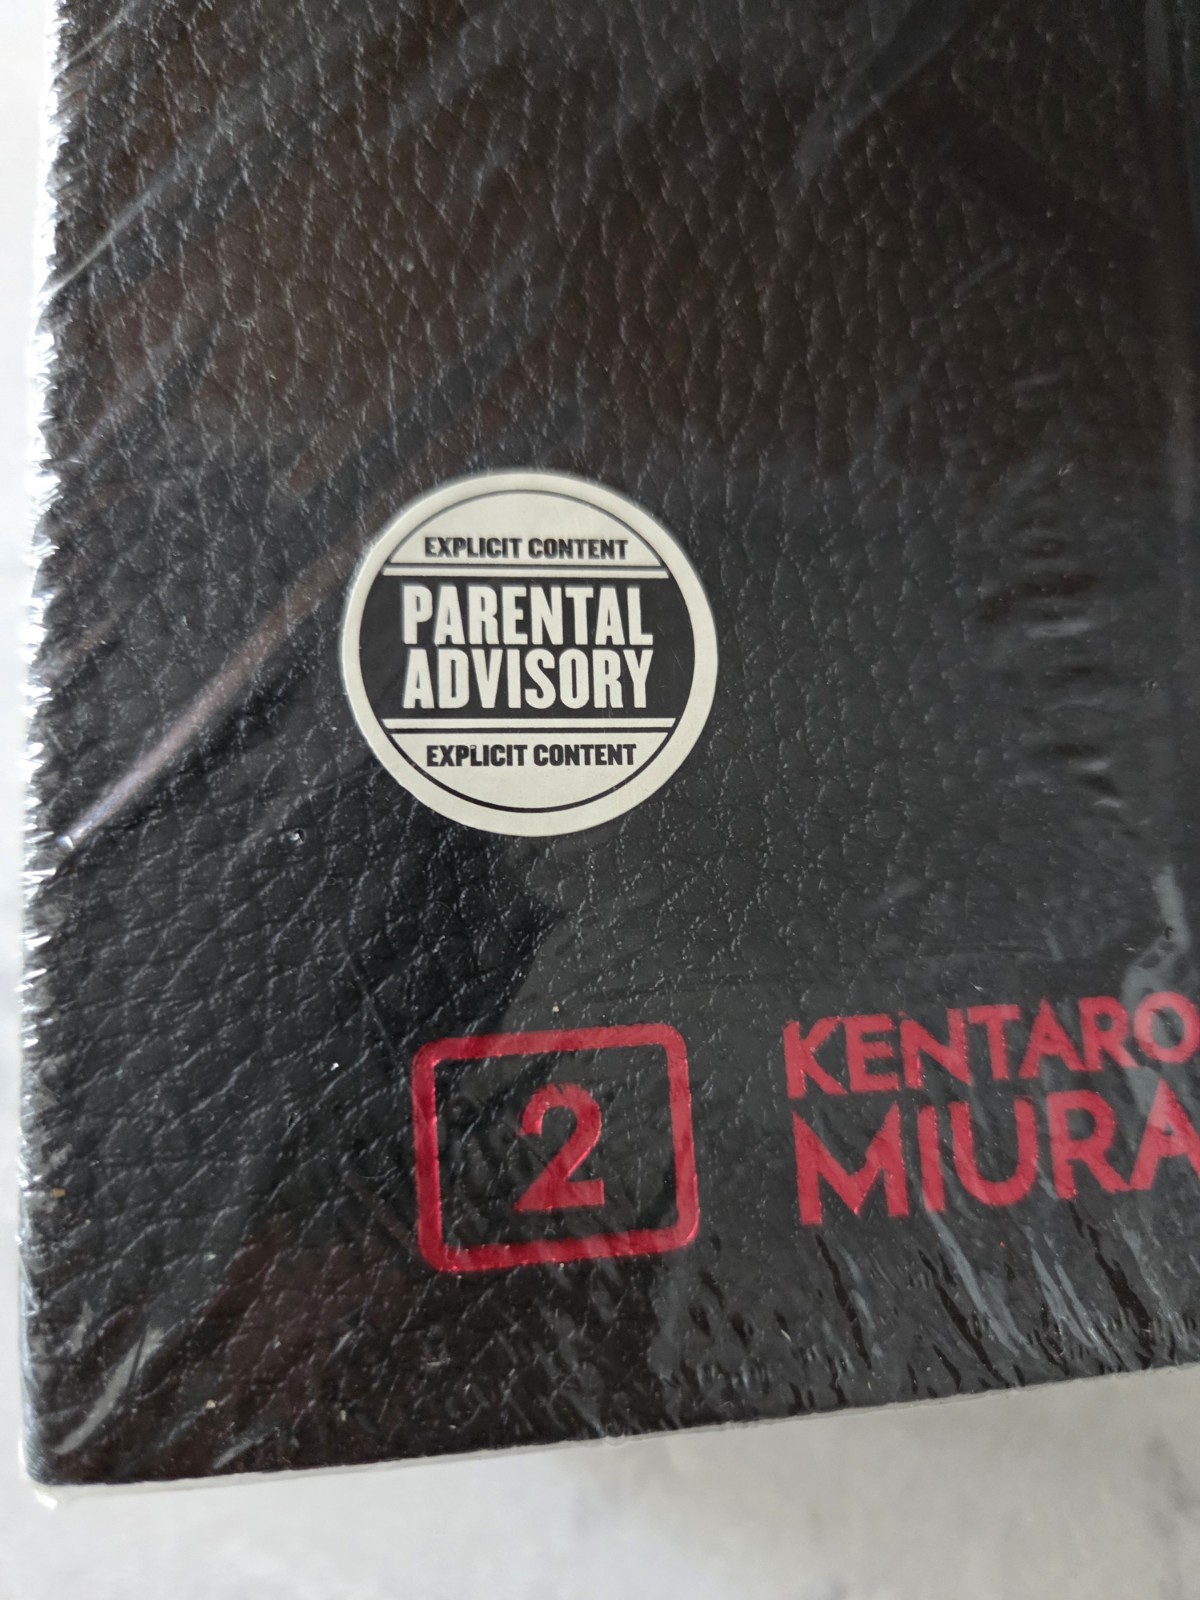 EXPLICIT CONTENT
PARENTAL
ADVISORY
EXPLICIT CONTENT
2
KENTARO
MIURA